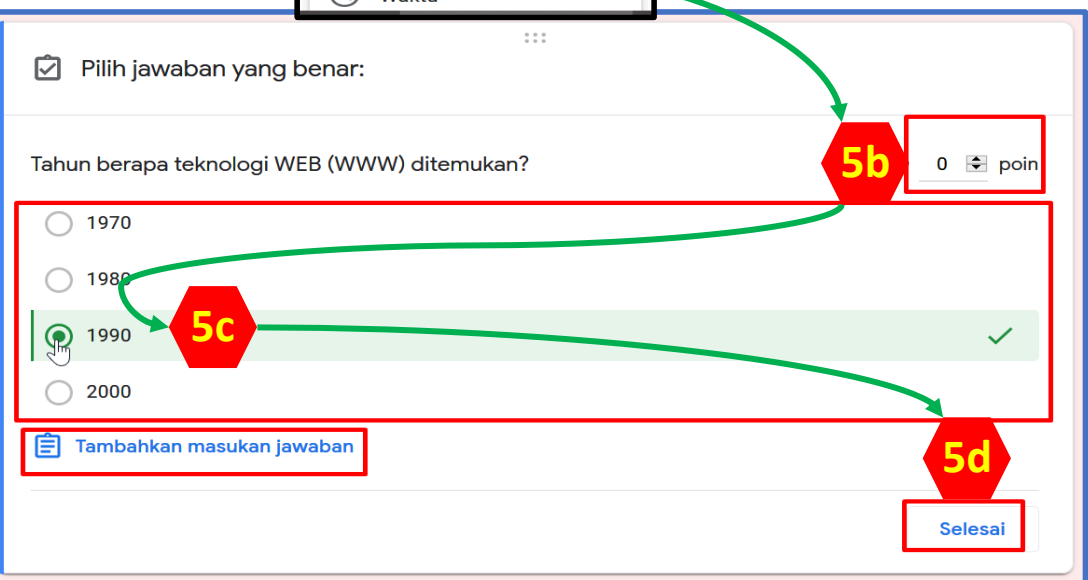 Pilih jawaban yang benar:
Tahun berapa teknologi WEB (WWW) ditemukan?
5b
0 poin
1970
1980
1990
5c
2000
Tambahkan masukan jawaban
5d
Selesai